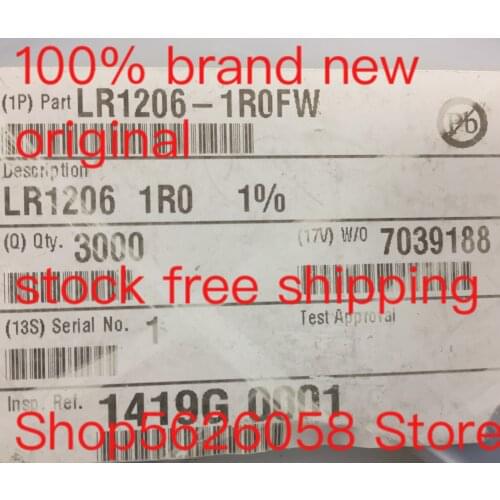 100% brand new
(1P) Part LR1206-1R0FW
Pb
original
Description
LR1206 1R0 1%
(Q) Qty. 3000 (17V) W/O 7039188
stock free shipping
(13S) Serial No. 1 Test Approval
Insp. Ref. 1419G 0001
Shop5626058 Store